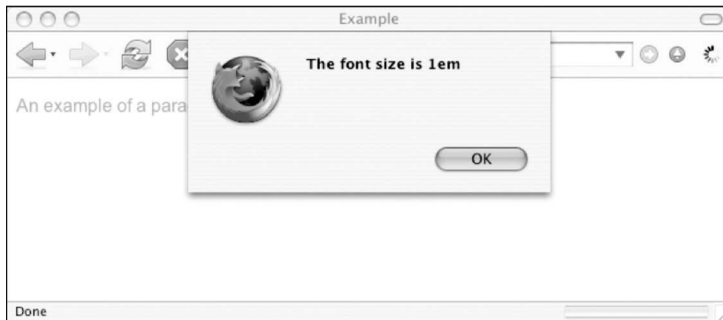 Example
The font size is 1em
An example of a para
OK
Done